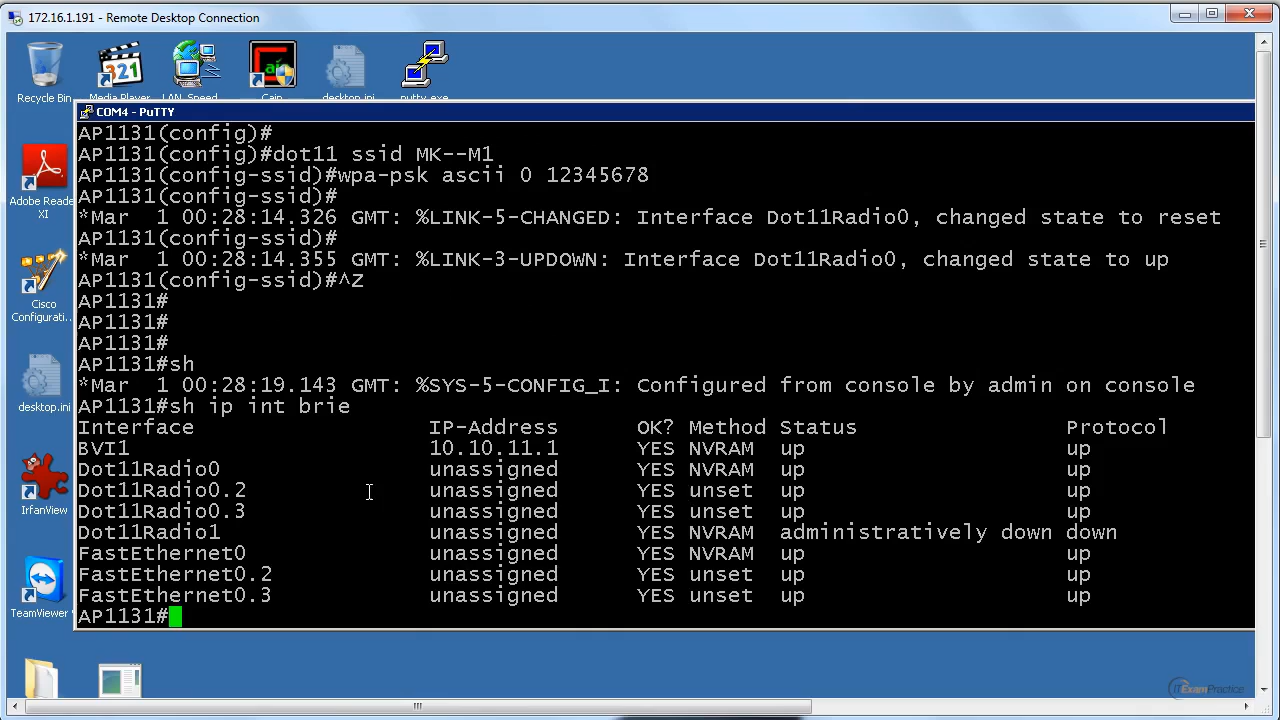 172.16.1.191 - Remote Desktop Connection
Recycle Bin
Media Player
LAN_Speed
Cain
desktop.ini
putty.exe
COM4 - PuTTY
AP1131(config)#
AP1131(config)#dot11 ssid MK--M1
AP1131(config-ssid)#wpa-psk ascii 0 12345678
AP1131(config-ssid)#
*Mar  1 00:28:14.326 GMT: %LINK-5-CHANGED: Interface Dot11Radio0, changed state to reset
AP1131(config-ssid)#
*Mar  1 00:28:14.355 GMT: %LINK-3-UPDOWN: Interface Dot11Radio0, changed state to up
AP1131(config-ssid)#^Z
AP1131#
AP1131#
AP1131#
AP1131#sh
*Mar  1 00:28:19.143 GMT: %SYS-5-CONFIG_I: Configured from console by admin on console
AP1131#sh ip int brie
Interface IP-Address OK? Method Status Protocol
BVI1 10.10.11.1 YES NVRAM up up
Dot11Radio0 unassigned YES NVRAM up up
Dot11Radio0.2 unassigned YES unset up up
Dot11Radio0.3 unassigned YES unset up up
Dot11Radio1 unassigned YES NVRAM administratively down down
FastEthernet0 unassigned YES NVRAM up up
FastEthernet0.2 unassigned YES unset up up
FastEthernet0.3 unassigned YES unset up up
AP1131#
Adobe Reade
XI
Cisco
Configurati..
desktop.ini
IrfanView
TeamViewer
ITExamPractice